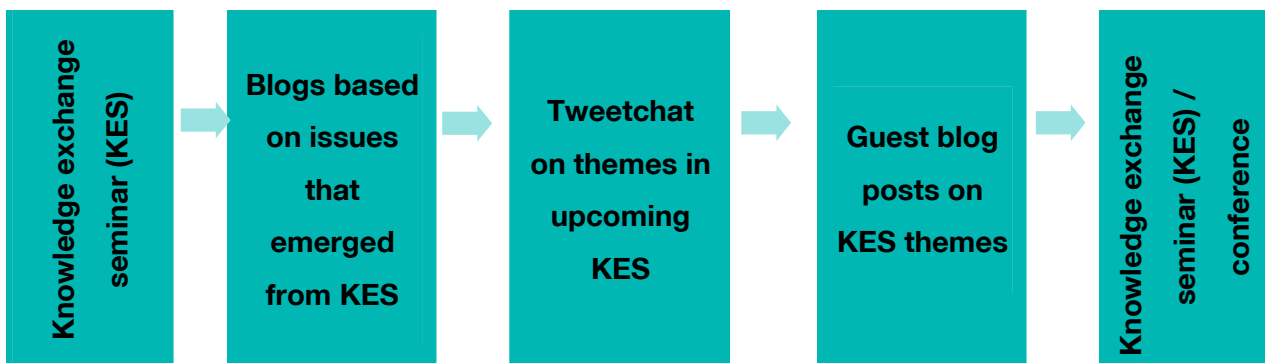 Knowledge exchange
seminar (KES)
Blogs based
on issues
that
emerged
from KES
Tweetchat
on themes in
upcoming
KES
Guest blog
posts on
KES themes
Knowledge exchange
seminar (KES) /
conference